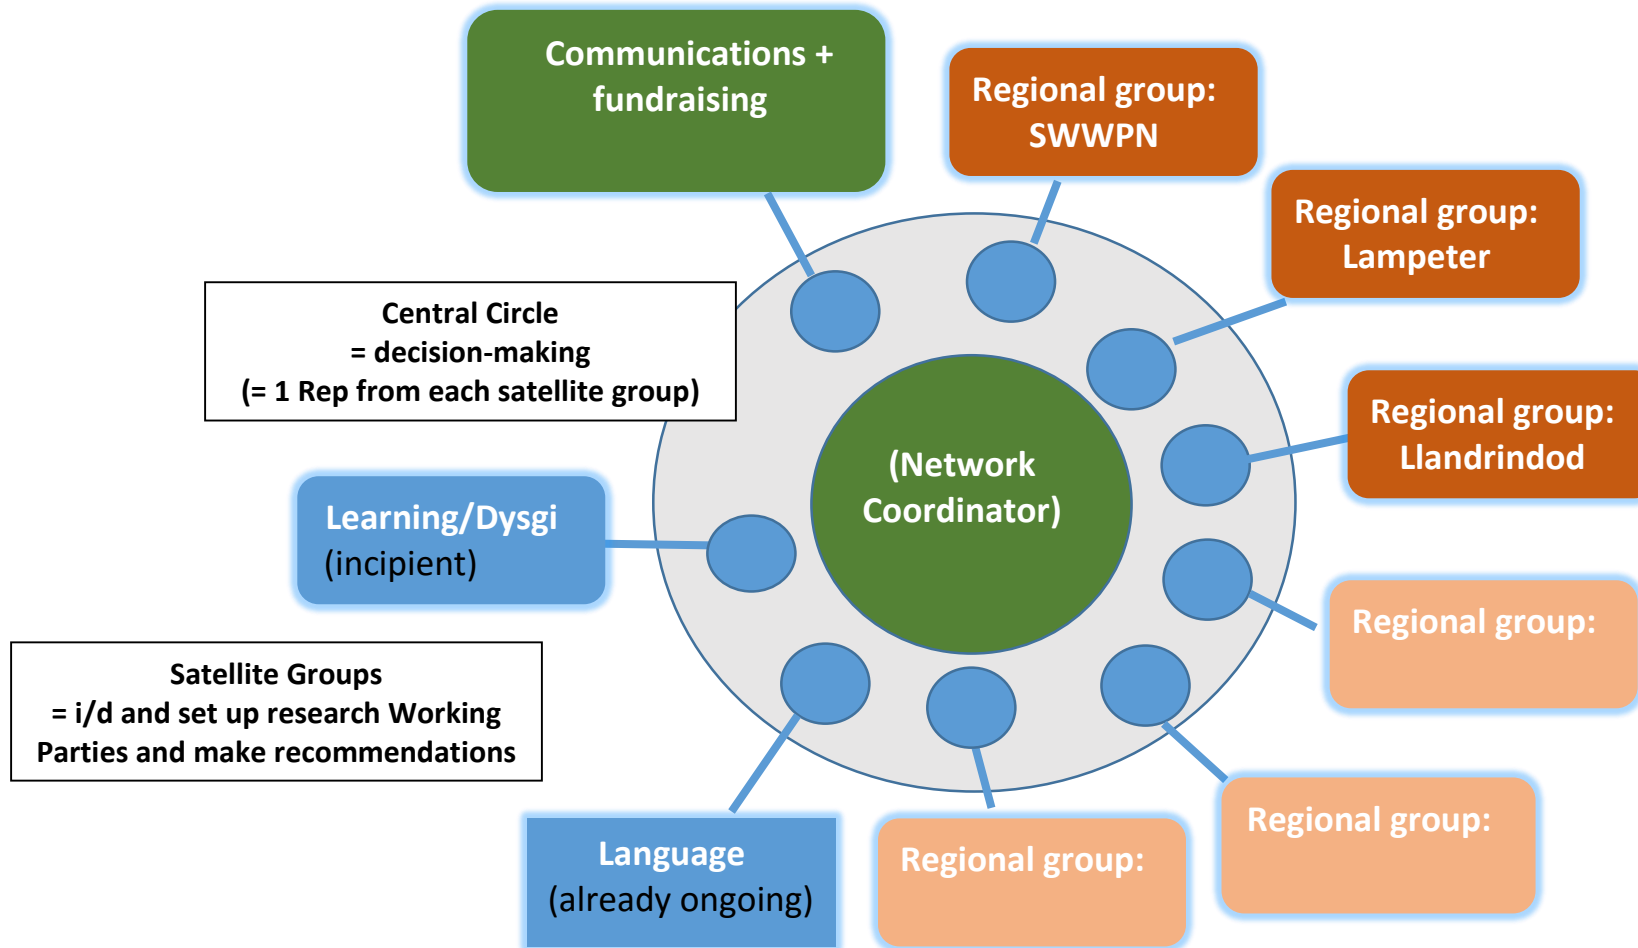 Communications +
fundraising
Regional group:
SWWPN
Regional group:
Lampeter
Central Circle
= decision-making
(= 1 Rep from each satellite group)
Regional group:
Llandrindod
(Network
Coordinator)
Learning/Dysgi
(incipient)
Regional group:
Satellite Groups
= i/d and set up research Working
Parties and make recommendations
Regional group:
Language
(already ongoing)
Regional group: